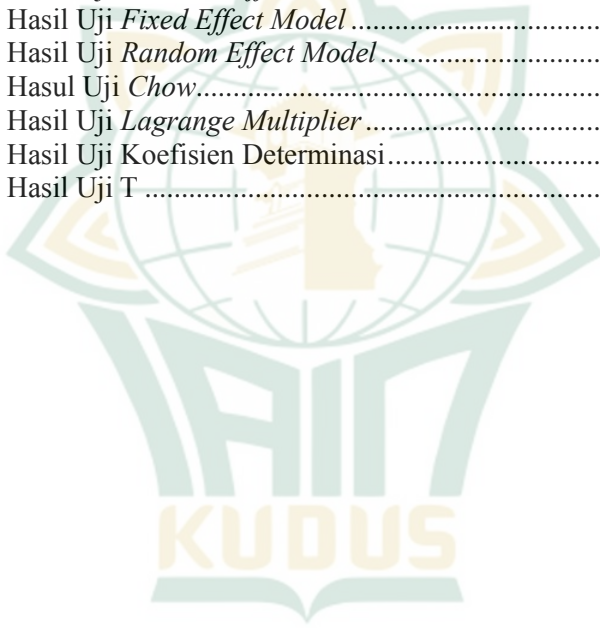 Hasil Uji Fixed Effect Model ..............................
Hasil Uji Random Effect Model ..............................
Hasul Uji Chow..............................
Hasil Uji Lagrange Multiplier ..............................
Hasil Uji Koefisien Determinasi..............................
Hasil Uji T ..............................
IAIN
KUDUS